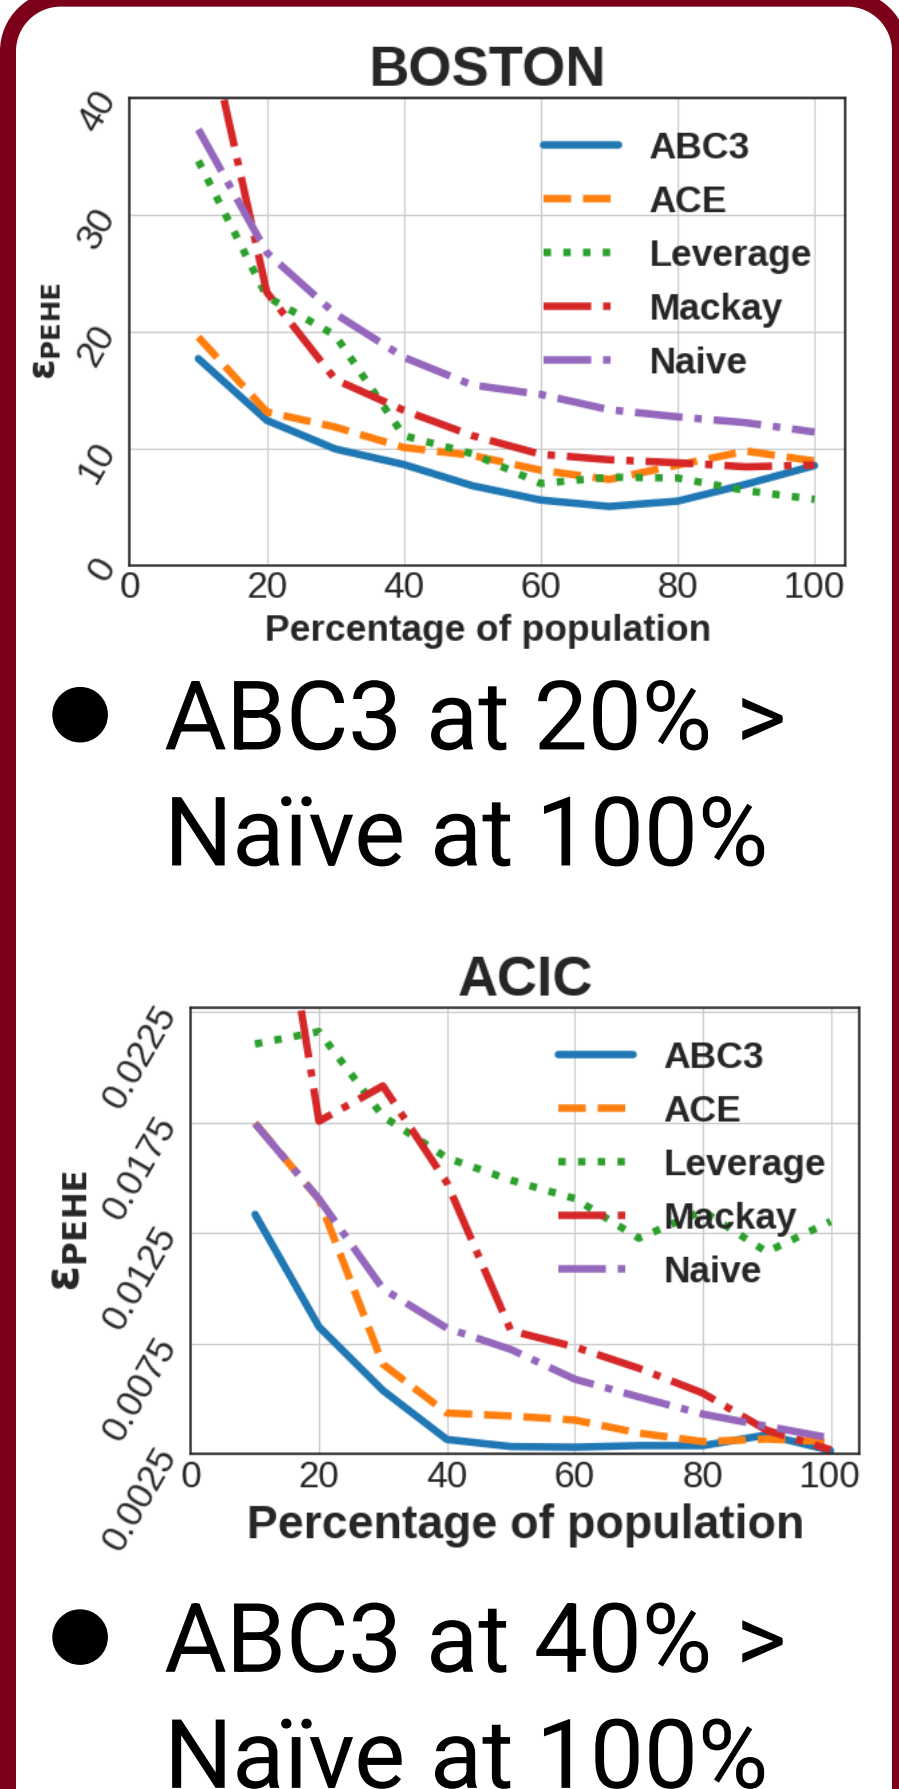 BOSTON
40
30
20
10
0
εPEHE
ABC3
ACE
Leverage
Mackay
Naive
0 20 40 60 80 100
Percentage of population
● ABC3 at 20% >
Naïve at 100%
ACIC
0.0225
0.0175
0.0125
0.0075
0.0025
εPEHE
ABC3
ACE
Leverage
Mackay
Naive
0 20 40 60 80 100
Percentage of population
● ABC3 at 40% >
Naïve at 100%